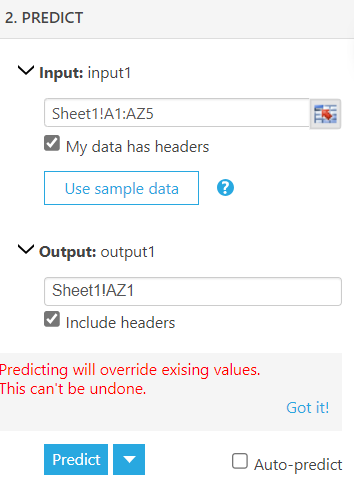 2. PREDICT
Input: input1
Sheet1!A1:AZ5
My data has headers
Use sample data ?
Output: output1
Sheet1!AZ1
Include headers
Predicting will override exising values.
This can't be undone.
Got it!
Predict
Auto-predict